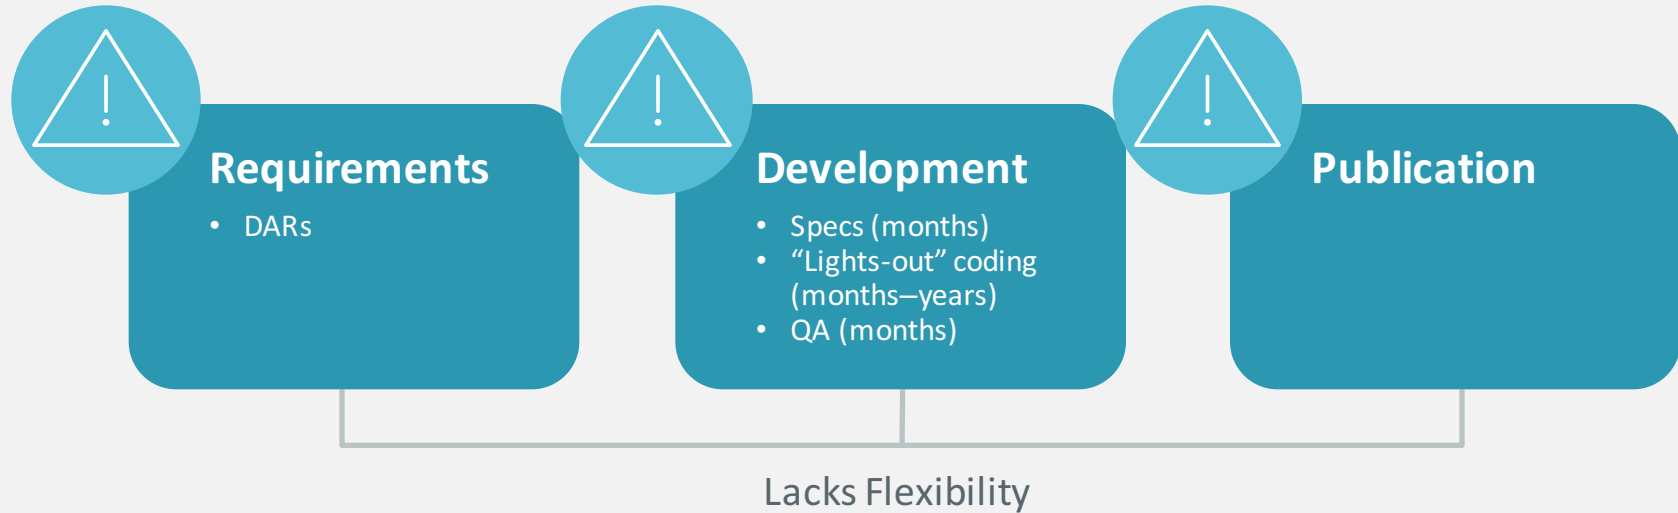 Requirements
• DARs
Development
• Specs (months)
• “Lights-out” coding
(months–years)
• QA (months)
Publication
Lacks Flexibility